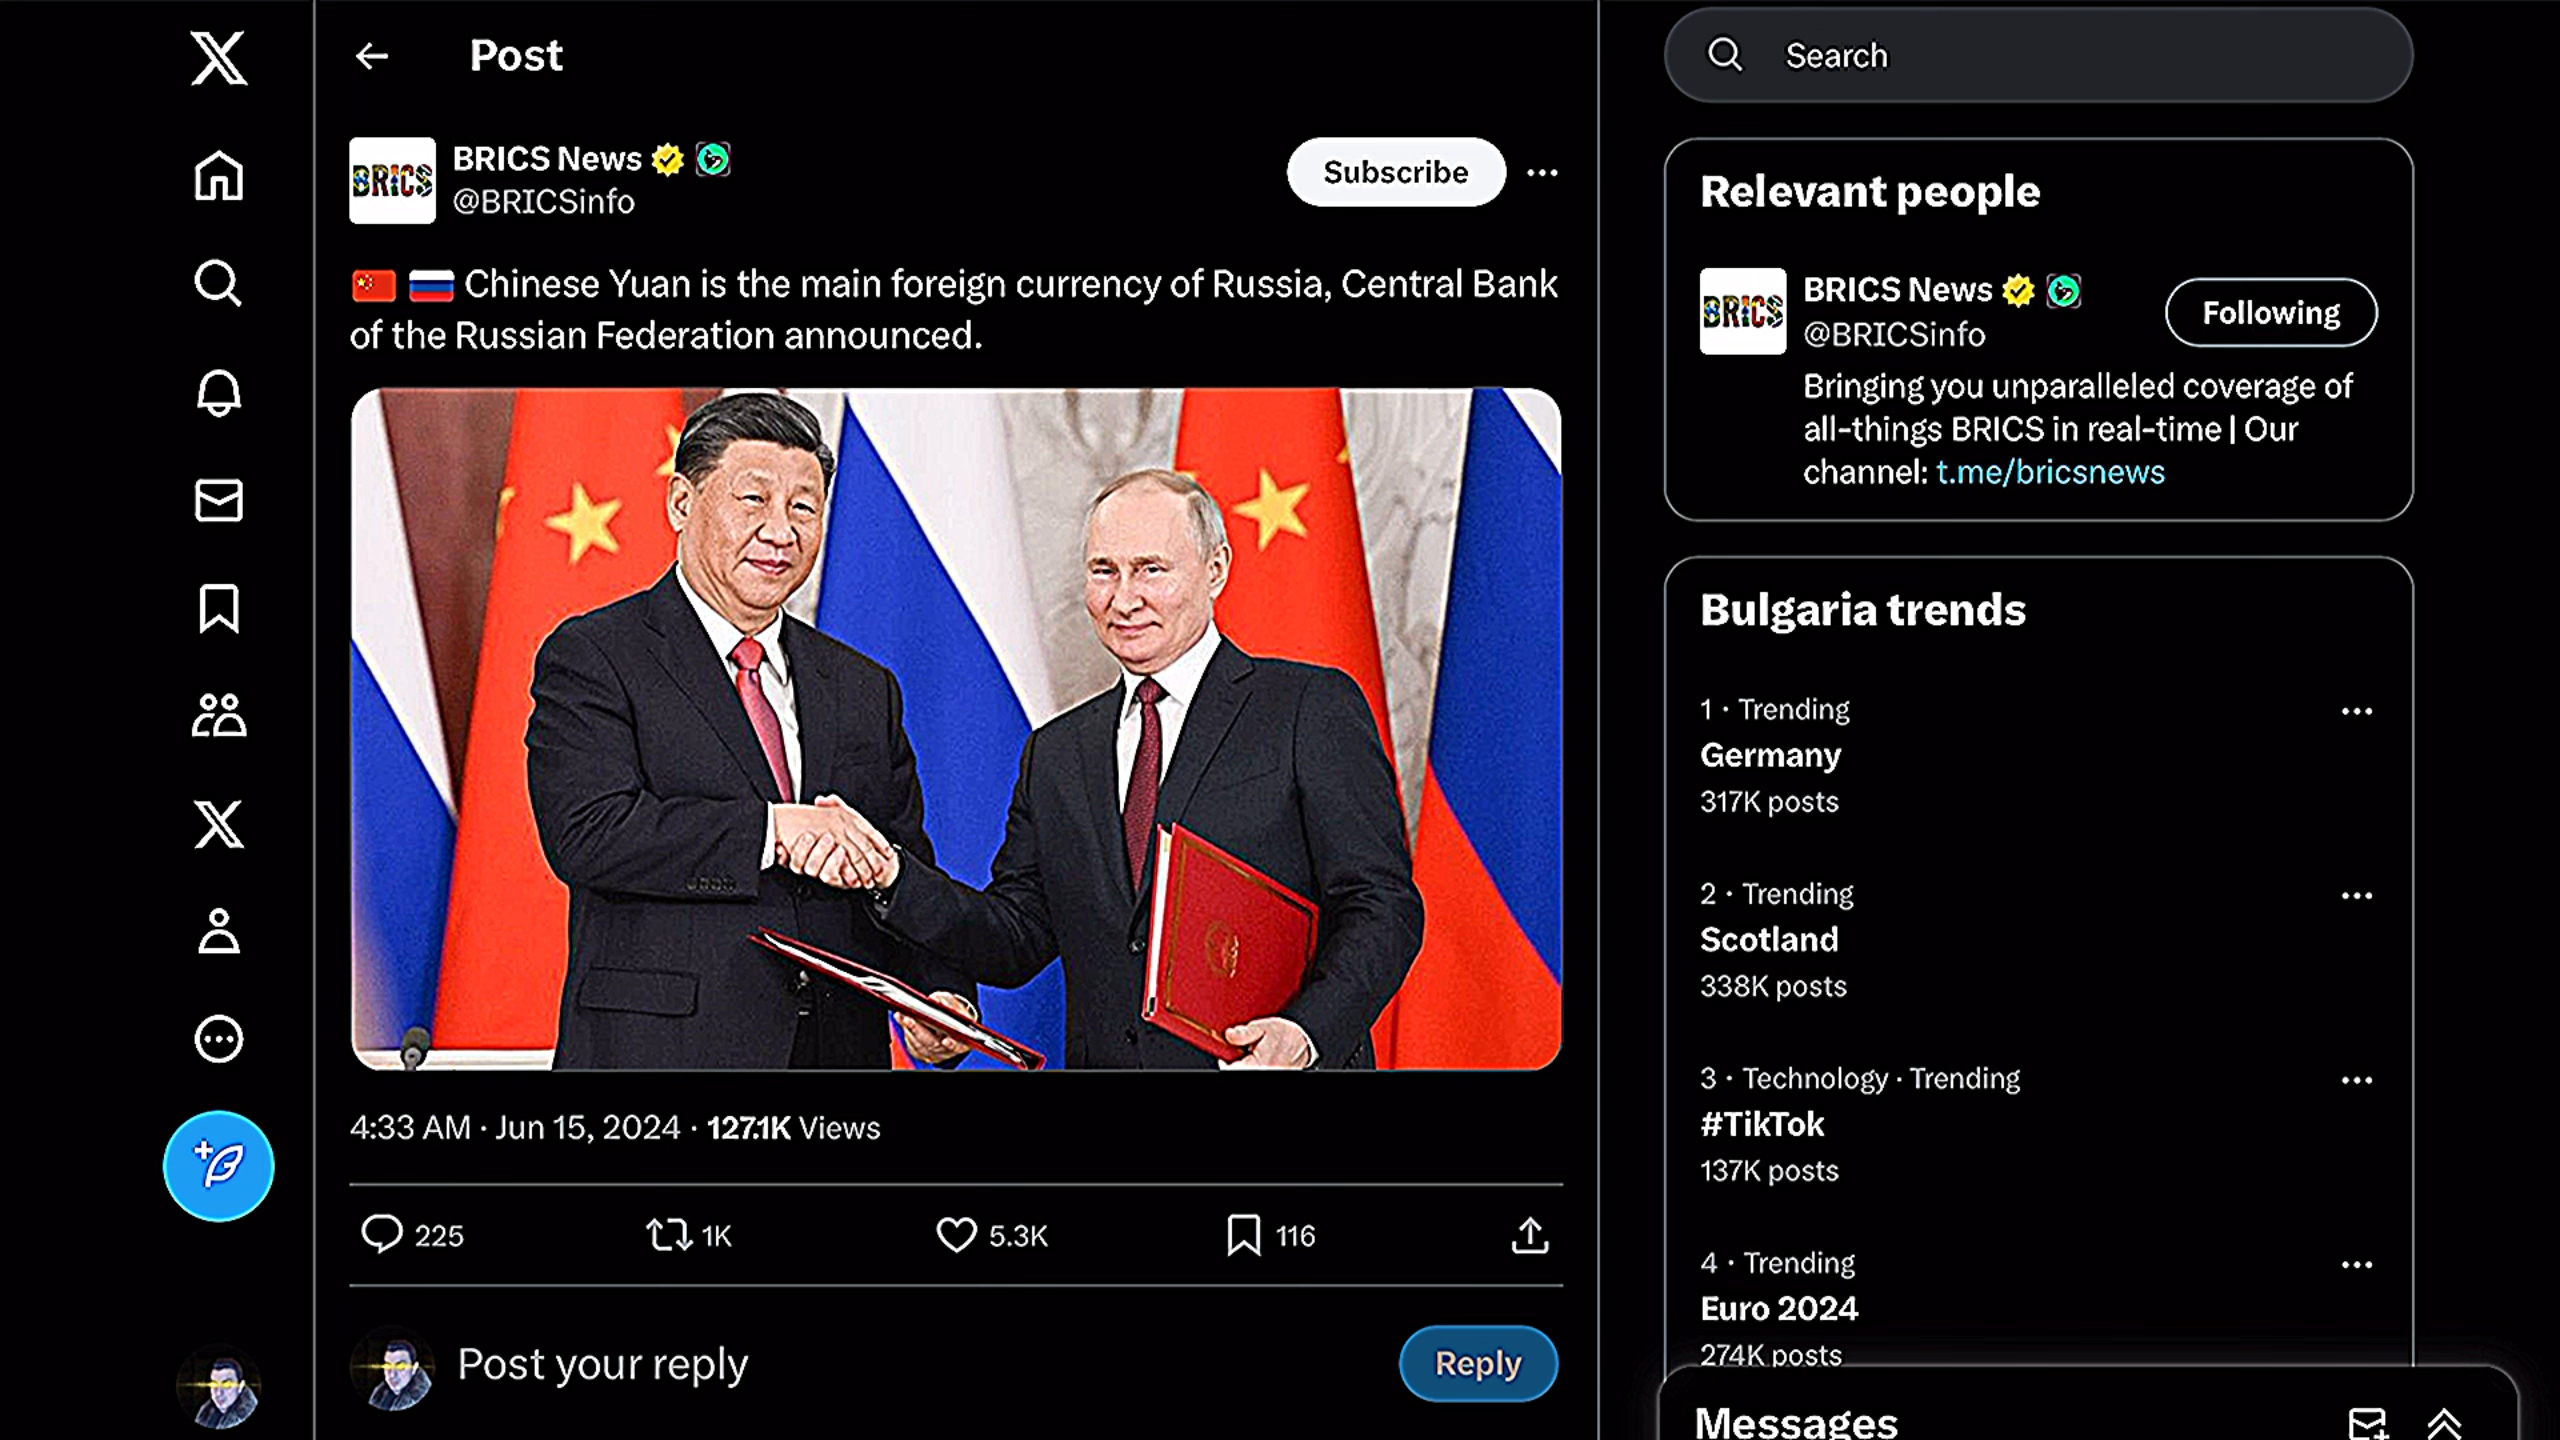 Post
BRICS
BRICS News
@BRICSinfo
Subscribe
Chinese Yuan is the main foreign currency of Russia, Central Bank
of the Russian Federation announced.
4:33 AM · Jun 15, 2024 · 127.1K Views
225
1K
5.3K
116
Post your reply
Reply
Search
Relevant people
BRICS
BRICS News
@BRICSinfo
Following
Bringing you unparalleled coverage of
all-things BRICS in real-time | Our
channel: t.me/bricsnews
Bulgaria trends
1 · Trending
Germany
317K posts
2 · Trending
Scotland
338K posts
3 · Technology · Trending
#TikTok
137K posts
4 · Trending
Euro 2024
274K posts
Messages